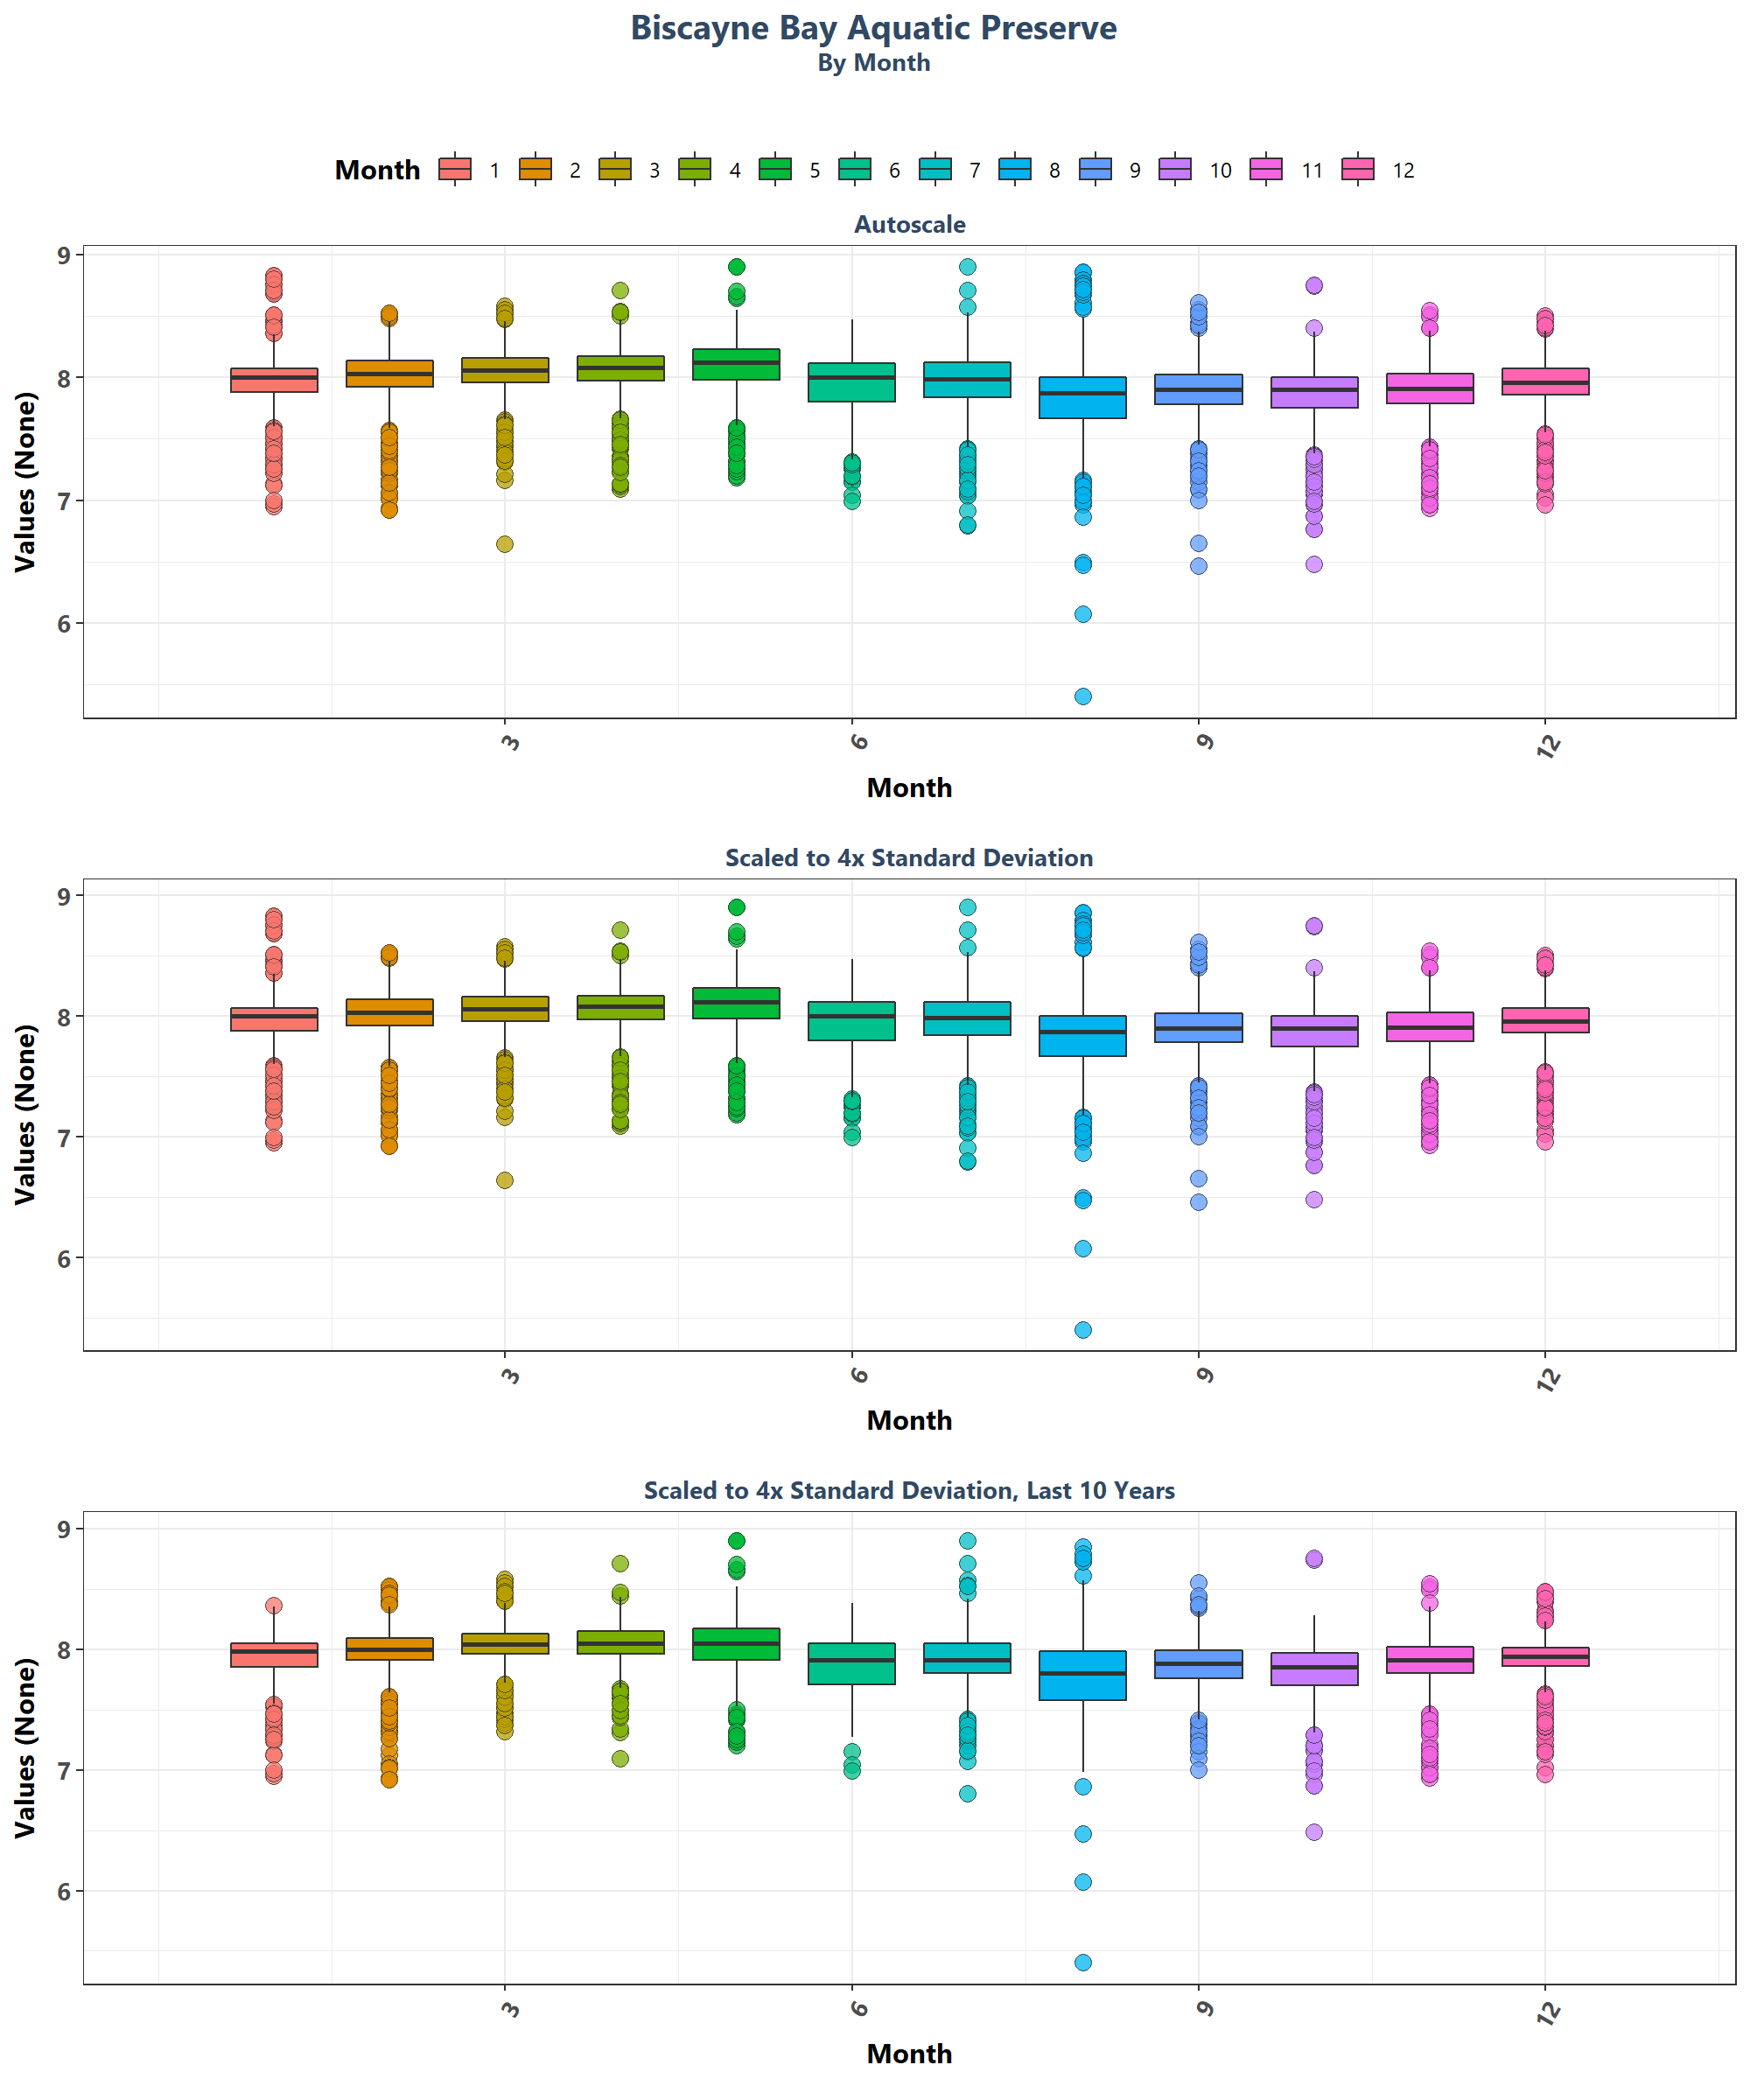 Biscayne Bay Aquatic Preserve
By Month
Month 1 2 3 4 5 6 7 8 9 10 11 12
Autoscale
9
8
7
6
Values (None)
3 6 9 12
Month
Scaled to 4x Standard Deviation
9
8
7
6
Values (None)
3 6 9 12
Month
Scaled to 4x Standard Deviation, Last 10 Years
9
8
7
6
Values (None)
3 6 9 12
Month